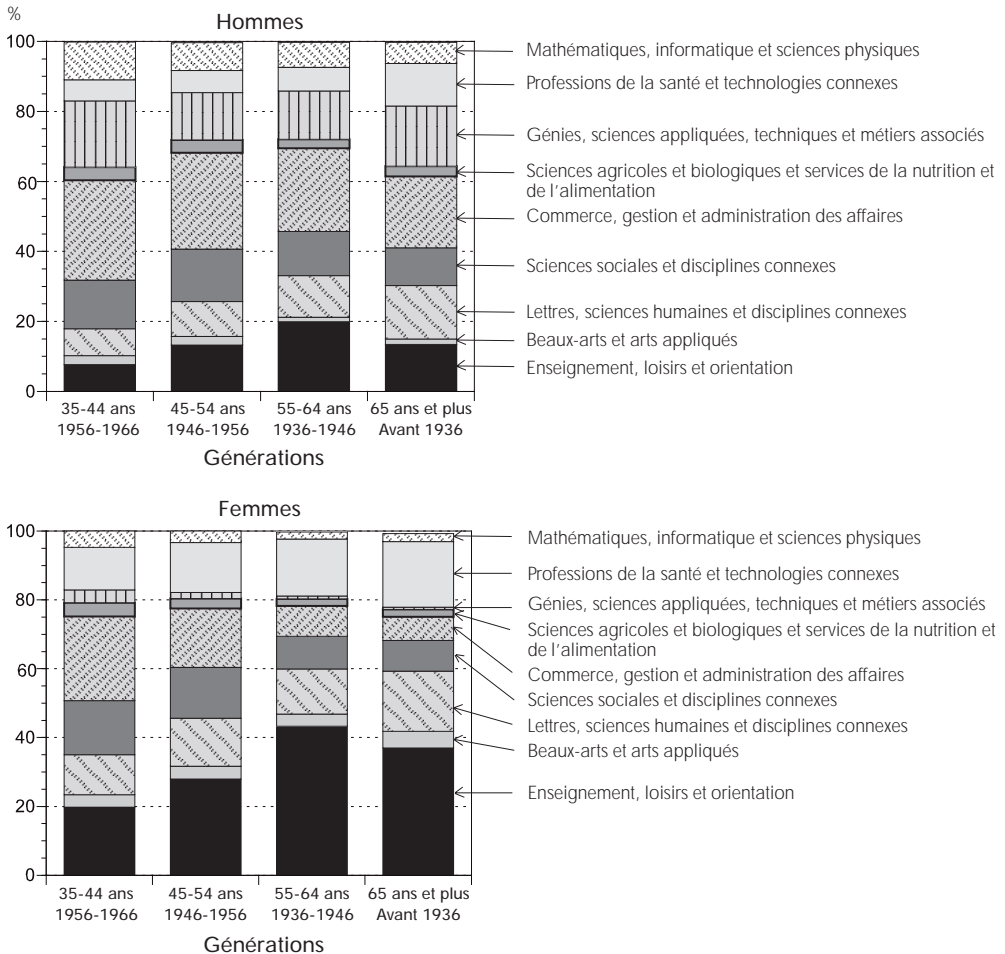 %
Hommes
100
80
60
40
20
0
Mathématiques, informatique et sciences physiques
Professions de la santé et technologies connexes
Génies, sciences appliquées, techniques et métiers associés
Sciences agricoles et biologiques et services de la nutrition et
de l'alimentation
Commerce, gestion et administration des affaires
Sciences sociales et disciplines connexes
Lettres, sciences humaines et disciplines connexes
Beaux-arts et arts appliqués
Enseignement, loisirs et orientation
35-44 ans 45-54 ans 55-64 ans 65 ans et plus
1956-1966 1946-1956 1936-1946 Avant 1936
Générations
Femmes
100
80
60
40
20
0
Mathématiques, informatique et sciences physiques
Professions de la santé et technologies connexes
Génies, sciences appliquées, techniques et métiers associés
Sciences agricoles et biologiques et services de la nutrition et
de l'alimentation
Commerce, gestion et administration des affaires
Sciences sociales et disciplines connexes
Lettres, sciences humaines et disciplines connexes
Beaux-arts et arts appliqués
Enseignement, loisirs et orientation
35-44 ans 45-54 ans 55-64 ans 65 ans et plus
1956-1966 1946-1956 1936-1946 Avant 1936
Générations